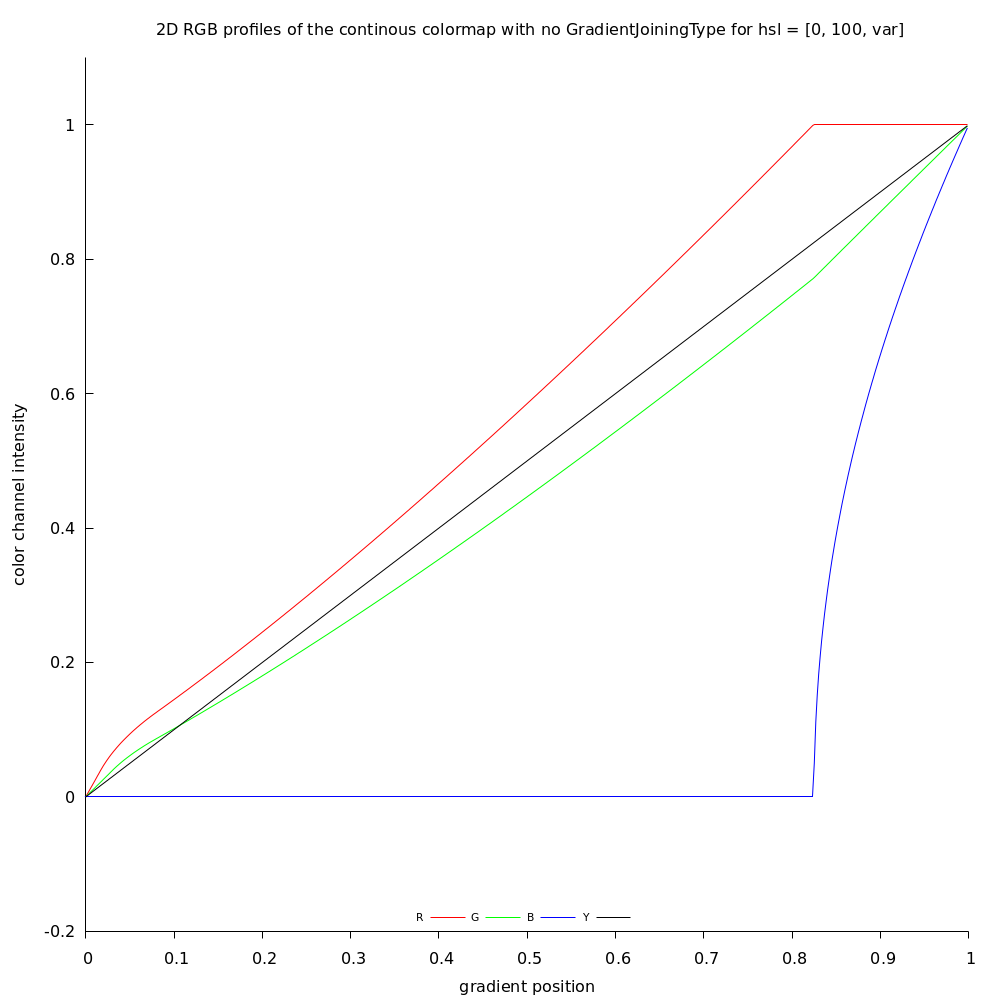 2D RGB profiles of the continous colormap with no GradientJoiningType for hsl = [0, 100, var]
1
0.8
0.6
0.4
0.2
0
-0.2
color channel intensity
R G B Y
0 0.1 0.2 0.3 0.4 0.5 0.6 0.7 0.8 0.9 1
gradient position